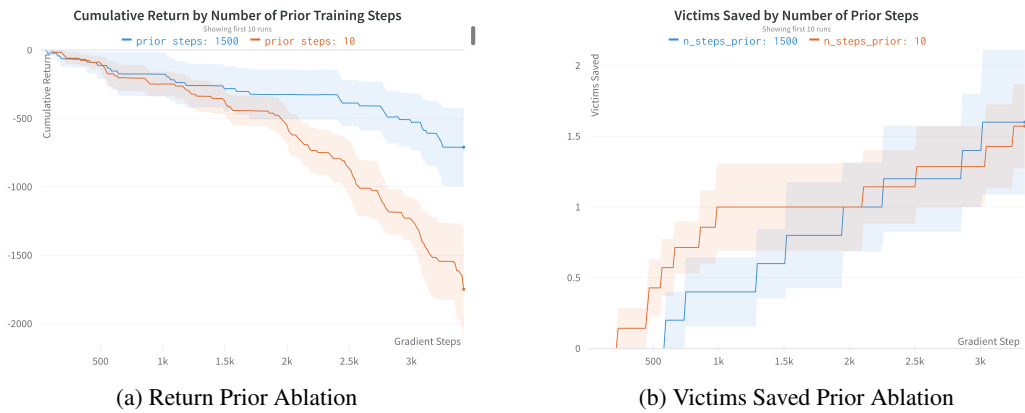 Cumulative Return by Number of Prior Training Steps
Showing first 10 runs
prior steps: 1500 prior steps: 10
Cumulative Return
0
-500
-1000
-1500
-2000
500 1k 1.5k 2k 2.5k 3k
Gradient Steps
(a) Return Prior Ablation
Victims Saved by Number of Prior Steps
Showing first 10 runs
n_steps_prior: 1500 n_steps_prior: 10
Victims Saved
2
1.5
1
0.5
0
500 1k 1.5k 2k 2.5k 3k
Gradient Step
(b) Victims Saved Prior Ablation